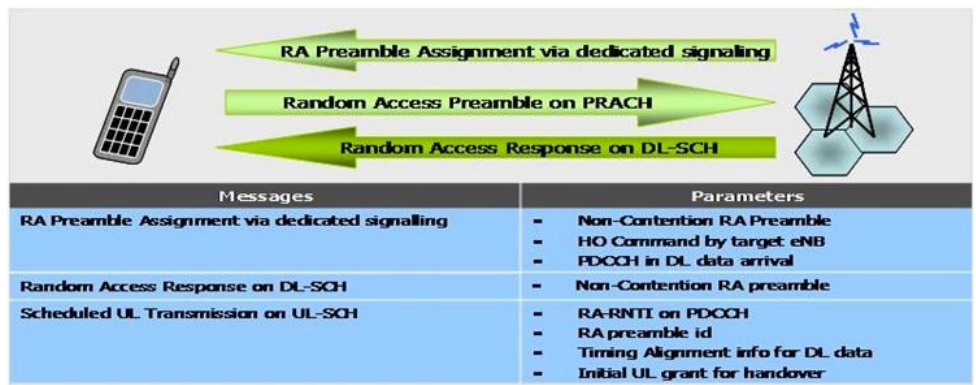 RA Preamble Assignment via dedicated signaling
Random Access Preamble on PRACH
Random Access Response on DL-SCH
Messages
Parameters
RA Preamble Assignment via dedicated signalling
- Non-Contention RA Preamble
- HO Command by target eNB
- PDCCH in DL data arrival
Random Access Response on DL-SCH
- Non-Contention RA preamble
Scheduled UL Transmission on UL-SCH
- RA-RNTI on PDCCH
- RA preamble id
- Timing Alignment info for DL data
- Initial UL grant for handover